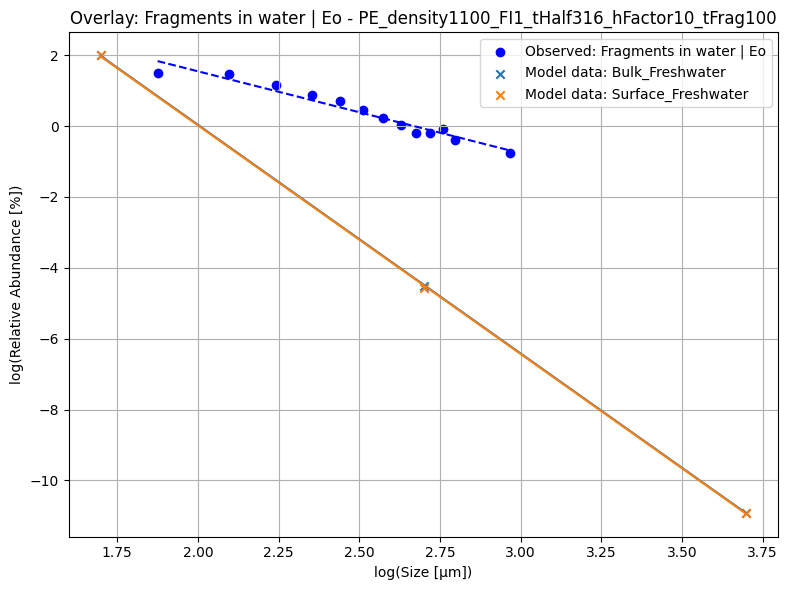 Overlay: Fragments in water | Eo - PE_density1100_FI1_tHalf316_hFactor10_tFrag100
Observed: Fragments in water | Eo
Model data: Bulk_Freshwater
Model data: Surface_Freshwater
log(Relative Abundance [%])
2
0
−2
−4
−6
−8
−10
1.75 2.00 2.25 2.50 2.75 3.00 3.25 3.50 3.75
log(Size [μm])